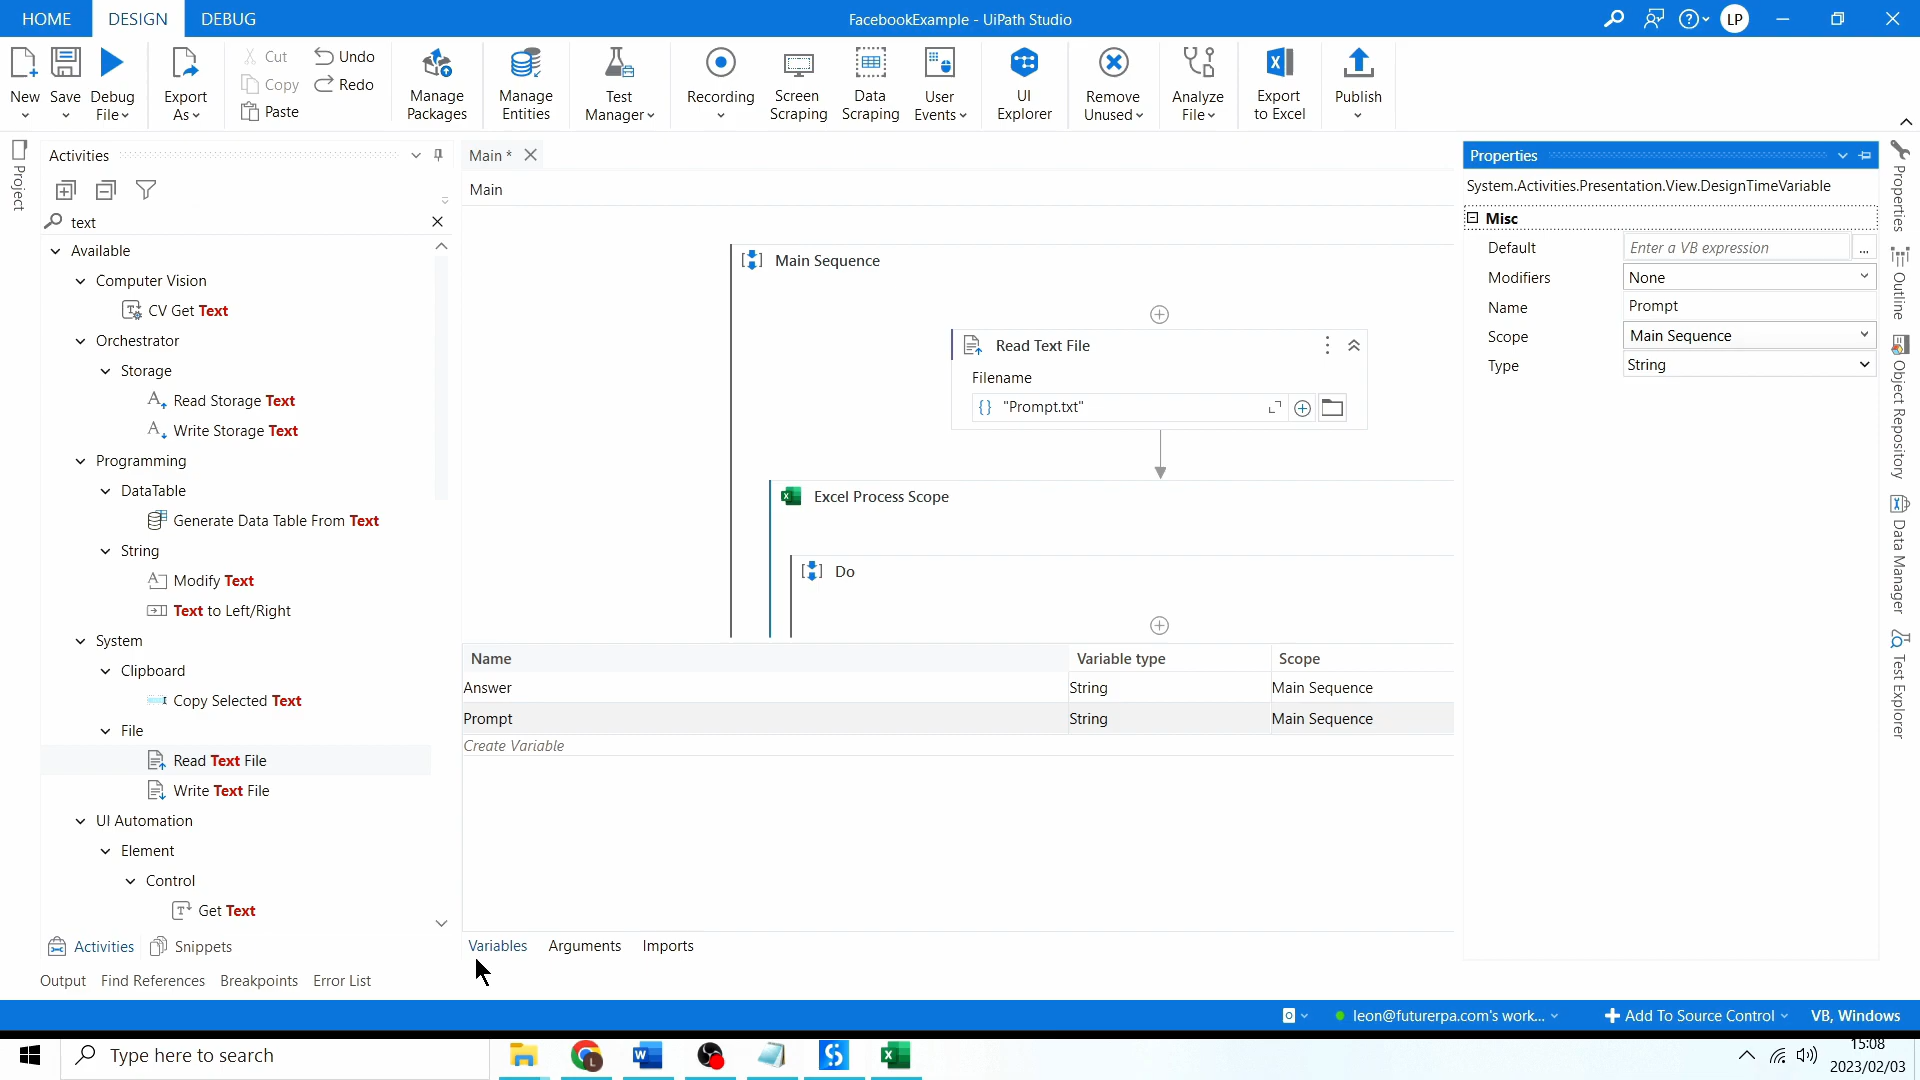 HOME DESIGN DEBUG FacebookExample - UiPath Studio LP
New Save Debug File Export As Cut Copy Paste Undo Redo Manage Packages Manage Entities Test Manager Recording Screen Scraping Data Scraping User Events UI Explorer Remove Unused Analyze File Export to Excel Publish
Project
Activities
text
Available
Computer Vision
CV Get Text
Orchestrator
Storage
Read Storage Text
Write Storage Text
Programming
DataTable
Generate Data Table From Text
String
Modify Text
Text to Left/Right
System
Clipboard
Copy Selected Text
File
Read Text File
Write Text File
UI Automation
Element
Control
Get Text
Activities Snippets
Main *
Main
Main Sequence
Read Text File
Filename
"Prompt.txt"
Excel Process Scope
Do
Name Variable type Scope
Answer String Main Sequence
Prompt String Main Sequence
Create Variable
Variables Arguments Imports
Properties
System.Activities.Presentation.View.DesignTimeVariable
Misc
Default Enter a VB expression ...
Modifiers None
Name Prompt
Scope Main Sequence
Type String
Properties
Outline
Object Repository
Data Manager
Test Explorer
Output Find References Breakpoints Error List
leon@futurerpa.com's work... Add To Source Control VB, Windows
Type here to search
15:08
2023/02/03